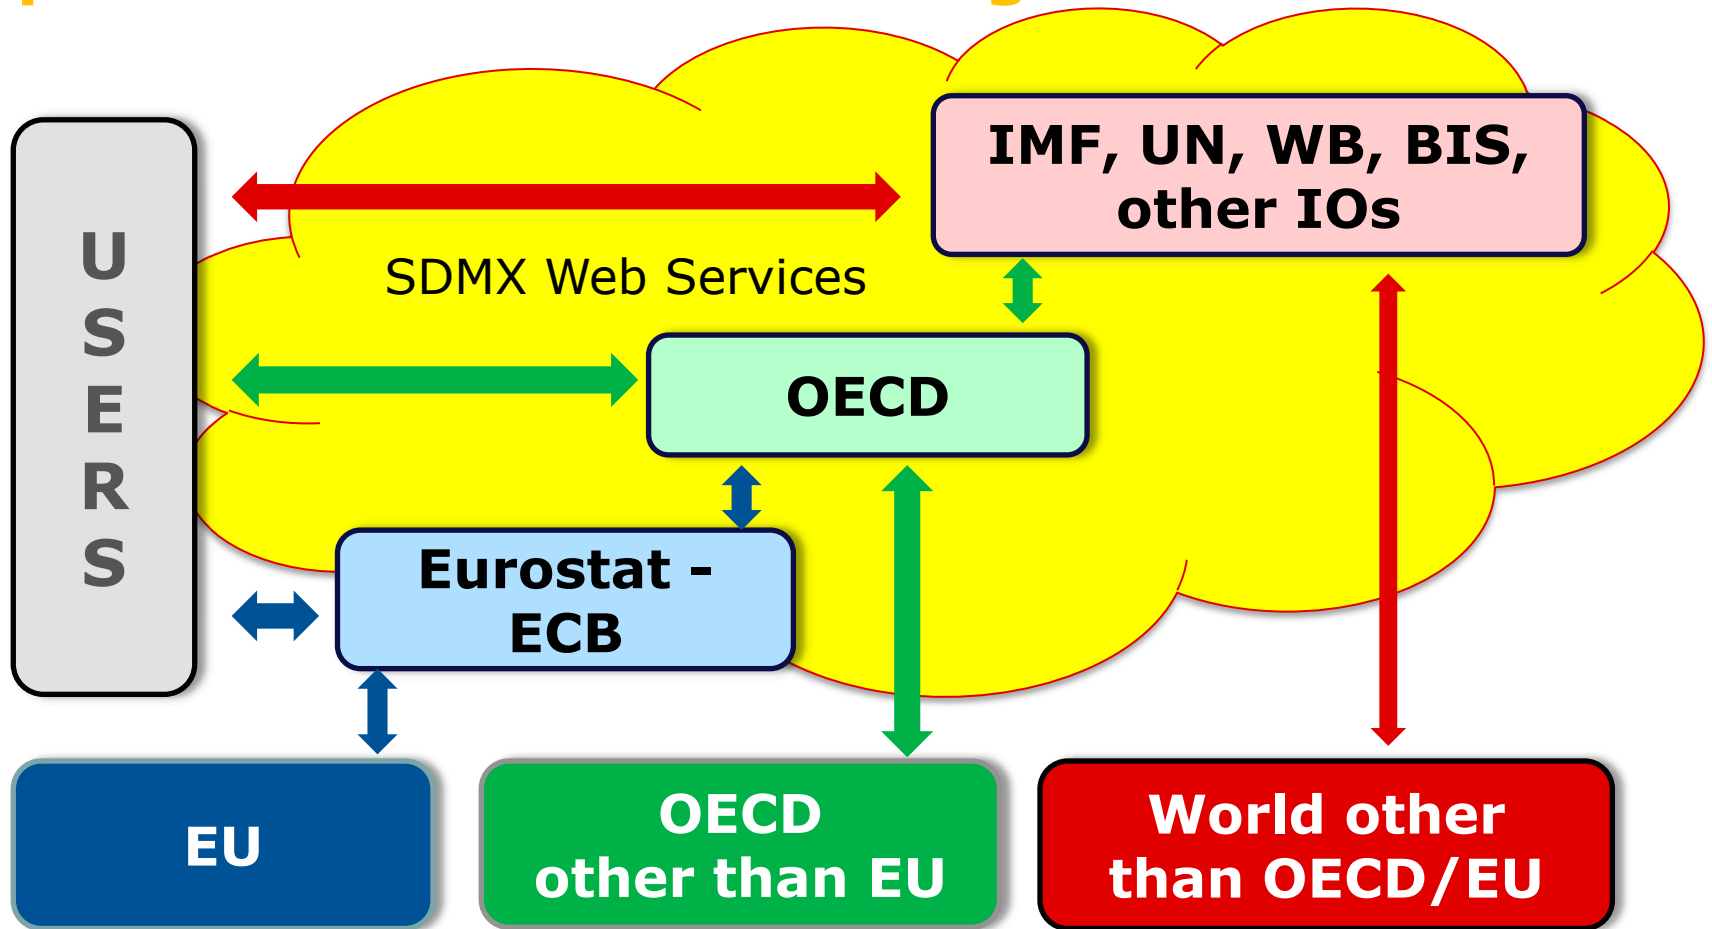 U
S
E
R
S
IMF, UN, WB, BIS,
other IOs
SDMX Web Services
OECD
Eurostat -
ECB
EU
OECD
other than EU
World other
than OECD/EU